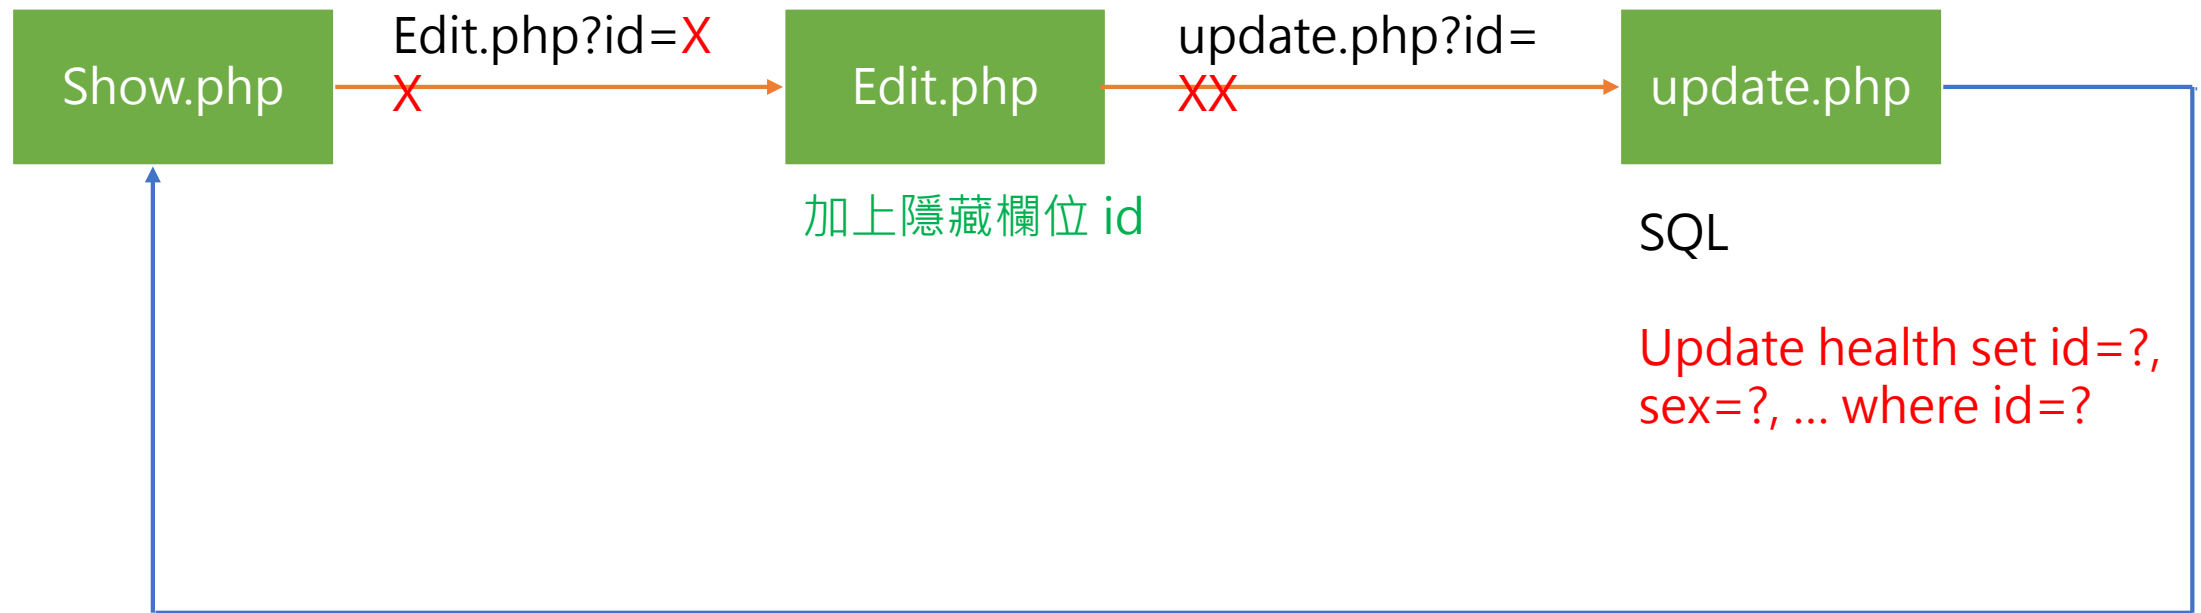 Show.php
Edit.php?id=X
X
Edit.php
update.php?id=
XX
update.php
加上隱藏欄位 id
SQL
Update health set id=?,
sex=?, … where id=?